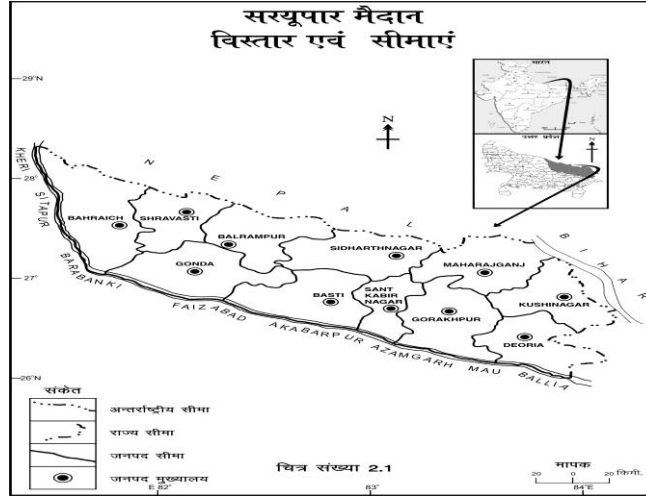 सरयूपार मैदान
विस्तार एवं सीमाएं
भारत
उत्तर प्रदेश
N
N
29°N
28
27
26°N
KHERI
SITAPUR
BARABANKI
FAIZABAD
AKABARPUR
AZAMGARH
MAU
BALLIA
NEPAL
BIHAR
BAHRAICH
SHRAVASTI
BALRAMPUR
GONDA
SIDHARTHNAGAR
MAHARAJGANJ
BASTI
SANT
KABIR
NAGAR
GORAKHPUR
KUSHINAGAR
DEORIA
संकेत
अन्तर्राष्ट्रीय सीमा
राज्य सीमा
जनपद सीमा
जनपद मुख्यालय
चित्र संख्या 2.1
मापक
20 0 20 किमी.
E 82°
83
84°E